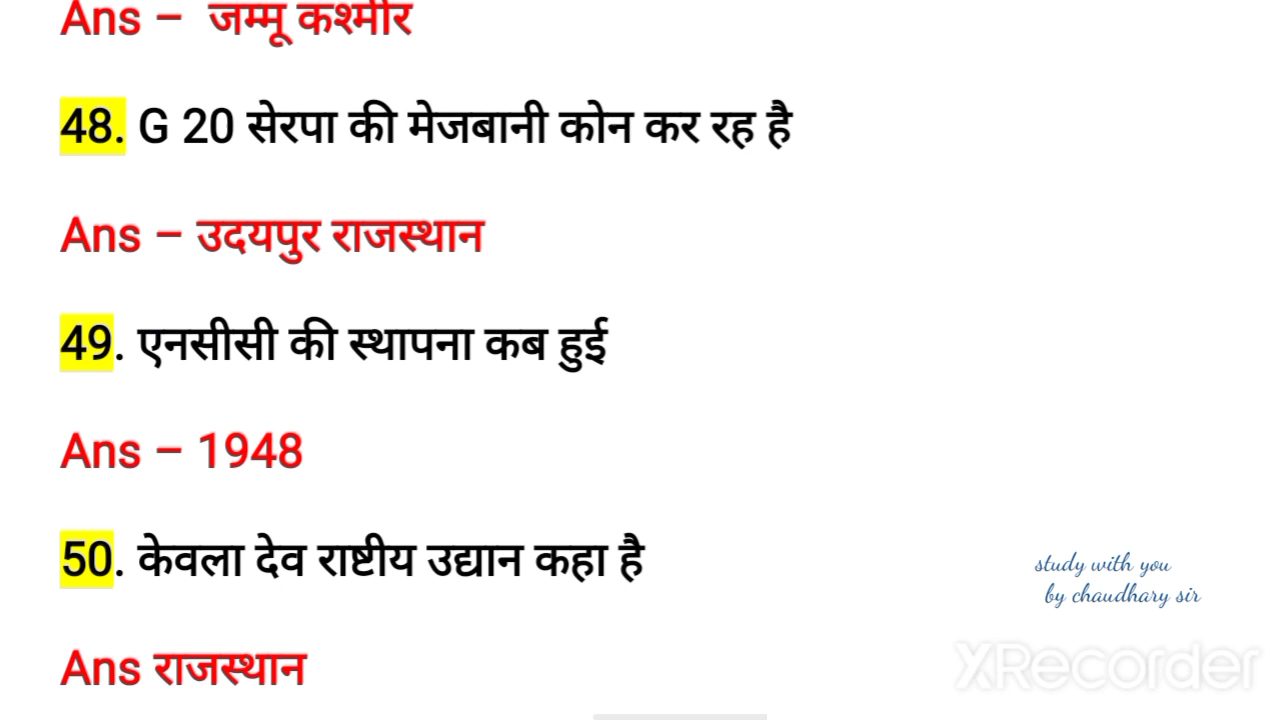 Ans – जम्मू कश्मीर
48. G 20 सेरपा की मेजबानी कोन कर रह है
Ans – उदयपुर राजस्थान
49. एनसीसी की स्थापना कब हुई
Ans – 1948
50. केवला देव राष्टीय उद्यान कहा है
study with you
by chaudhary sir
Ans राजस्थान
XRecorder